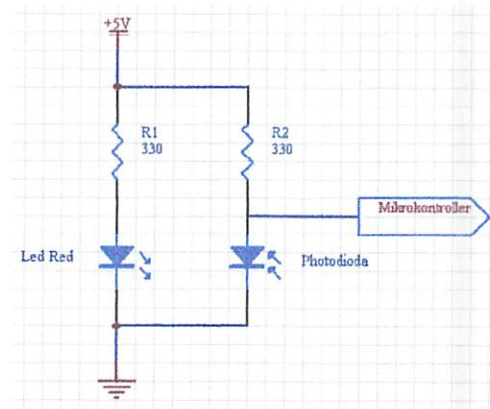 +5V
R1
330
R2
330
Mikrokontroller
Led Red
Photodioda